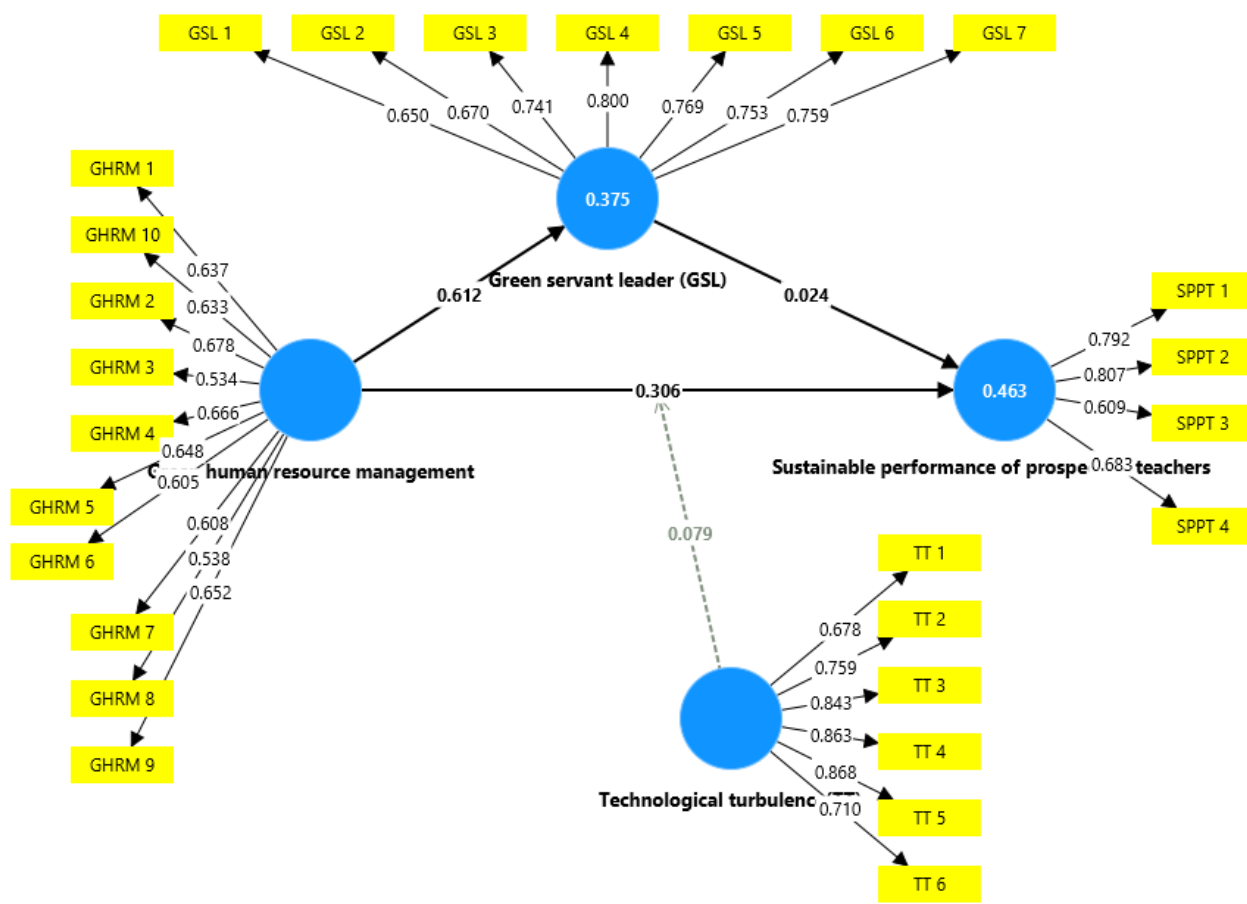 GSL 1
GSL 2
GSL 3
GSL 4
GSL 5
GSL 6
GSL 7
0.650
0.670
0.741
0.800
0.769
0.753
0.759
0.375
Green servant leader (GSL)
GHRM 1
GHRM 10
GHRM 2
GHRM 3
GHRM 4
GHRM 5
GHRM 6
GHRM 7
GHRM 8
GHRM 9
0.637
0.633
0.678
0.534
0.666
0.648
0.605
0.608
0.538
0.652
human resource management
0.612
0.024
0.306
0.079
0.463
Sustainable performance of teachers
SPPT 1
SPPT 2
SPPT 3
SPPT 4
0.792
0.807
0.609
0.683
Technological
TT 1
TT 2
TT 3
TT 4
TT 5
TT 6
0.678
0.759
0.843
0.863
0.868
0.710